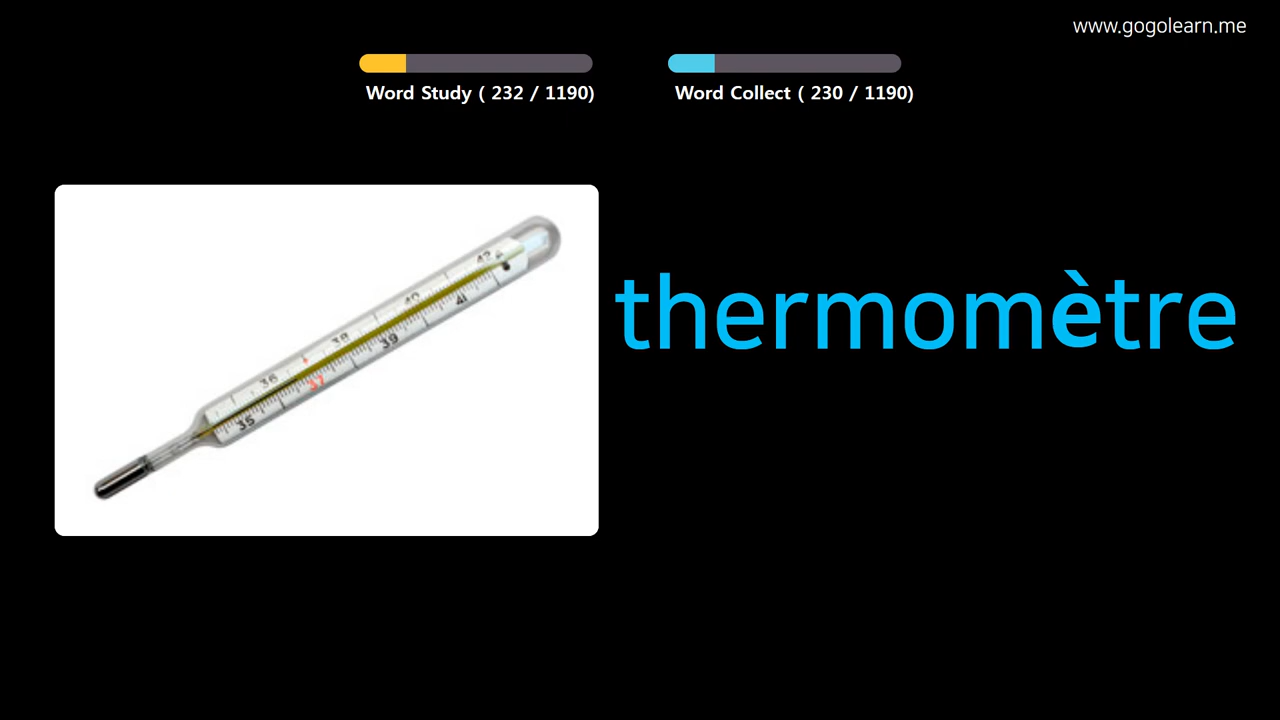 www.gogolearn.me
Word Study ( 232 / 1190)
Word Collect ( 230 / 1190)
thermomètre
42
40
41
38
39
36
37
35